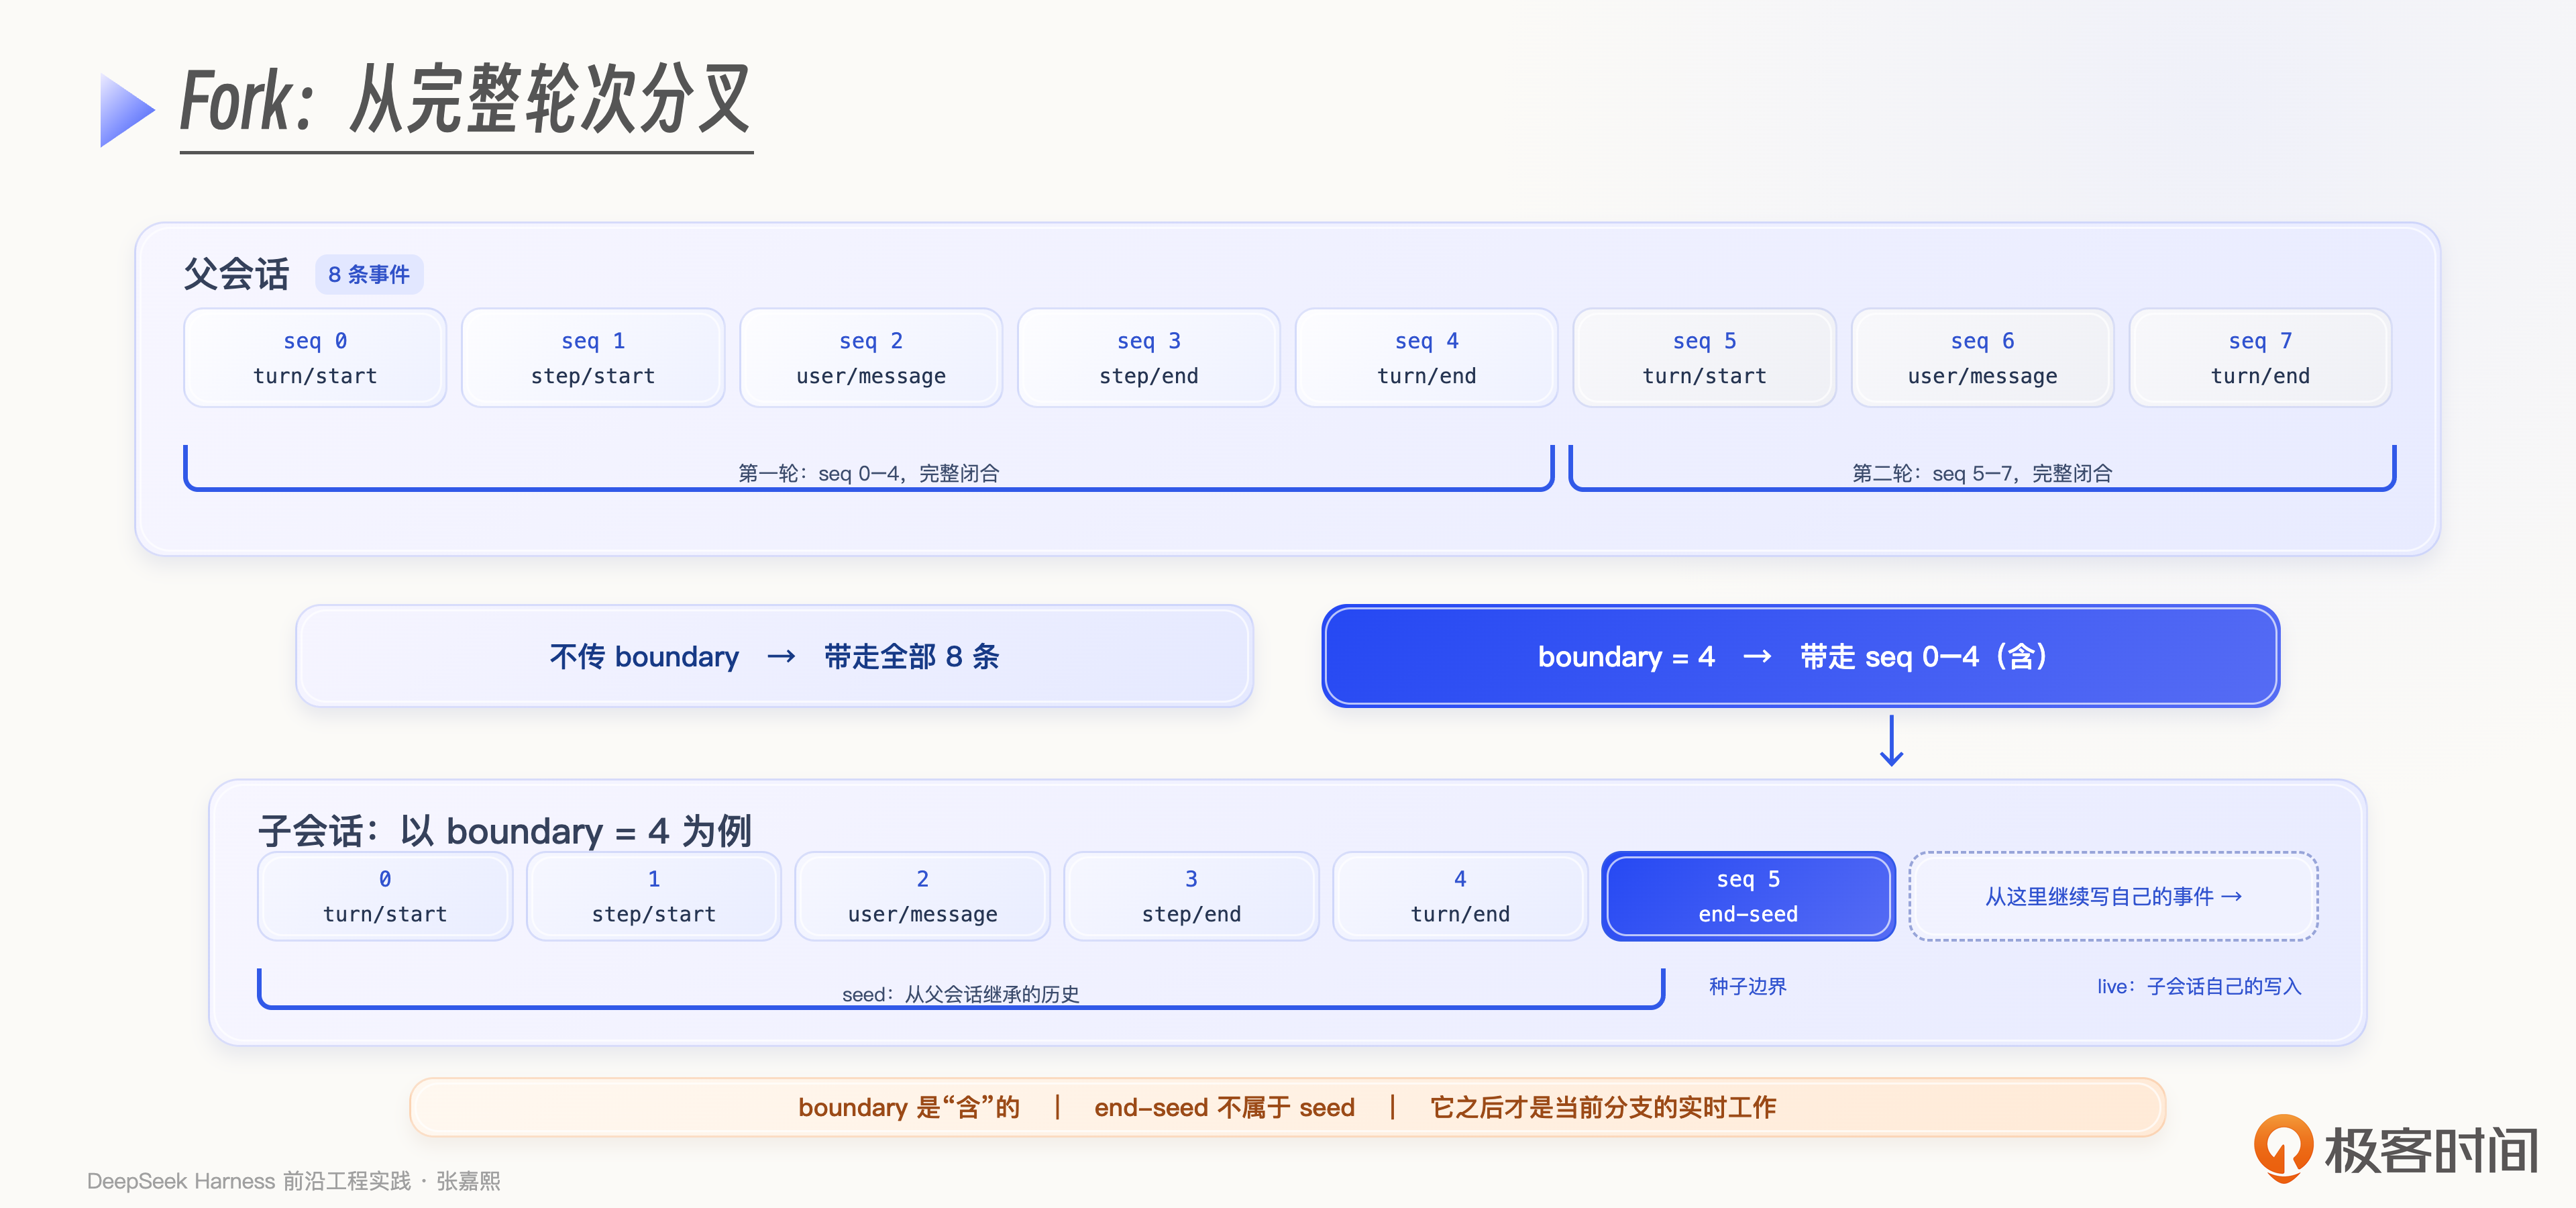 Fork：从完整轮次分叉
父会话 8 条事件
seq 0 seq 1 seq 2 seq 3 seq 4 seq 5 seq 6 seq 7
turn/start step/start user/message step/end turn/end turn/start user/message turn/end
第一轮：seq 0—4，完整闭合 第二轮：seq 5—7，完整闭合
不传 boundary → 带走全部 8 条 boundary = 4 → 带走 seq 0—4（含）
子会话：以 boundary = 4 为例
0 1 2 3 4 seq 5
turn/start step/start user/message step/end turn/end end-seed 从这里继续写自己的事件 →
seed：从父会话继承的历史 种子边界 live：子会话自己的写入
boundary 是“含”的 | end-seed 不属于 seed | 它之后才是当前分支的实时工作
DeepSeek Harness 前沿工程实践 · 张嘉熙
极客时间